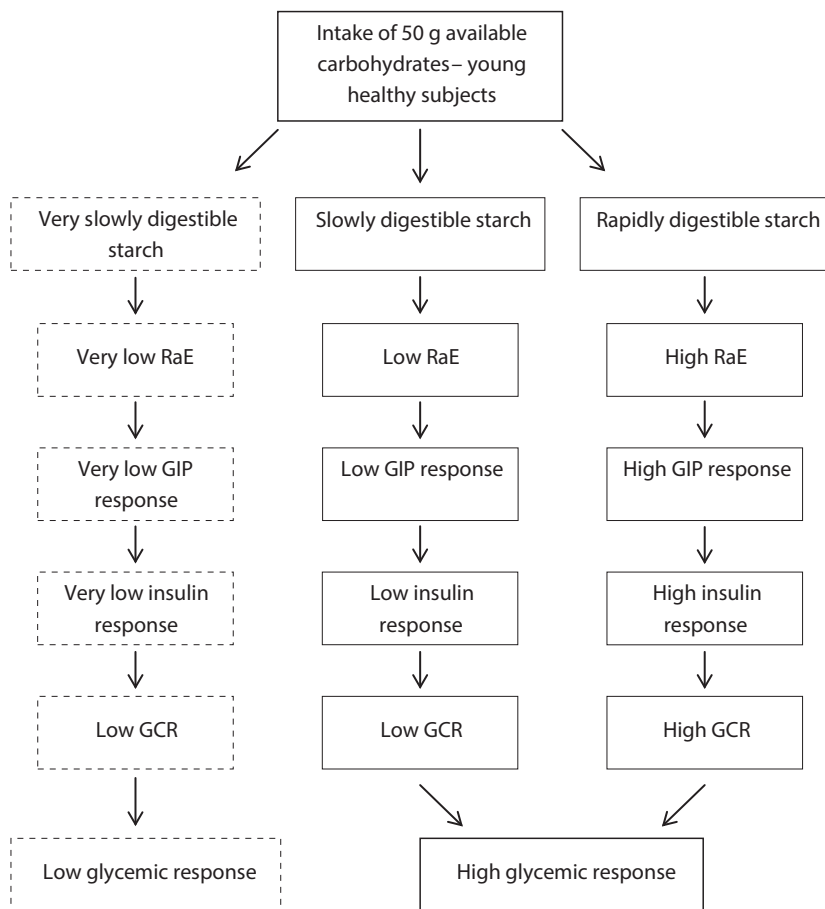 Intake of 50 g available
carbohydrates– young
healthy subjects
Very slowly digestible
starch
Slowly digestible starch
Rapidly digestible starch
Very low RaE
Low RaE
High RaE
Very low GIP
response
Low GIP response
High GIP response
Very low insulin
response
Low insulin
response
High insulin
response
Low GCR
Low GCR
High GCR
Low glycemic response
High glycemic response